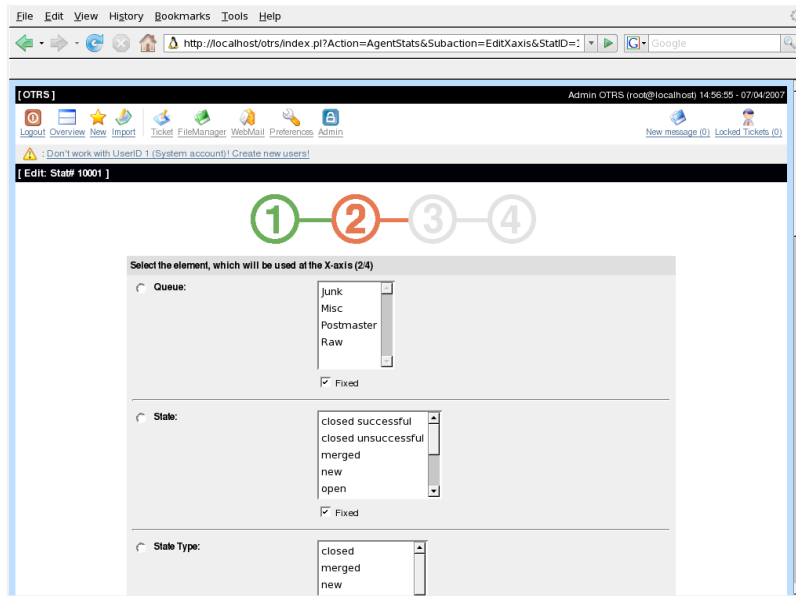 File Edit View History Bookmarks Tools Help
http://localhost/otrs/index.pl?Action=AgentStats&Subaction=EditXaxis&StatID=1
G Google
[ OTRS ] Admin OTRS (root@localhost) 14:56:55 - 07/04/2007
Logout Overview New Import Ticket FileManager WebMail Preferences Admin New message (0) Locked Tickets (0)
: Don't work with UserID 1 (System account)! Create new users!
[ Edit: Stat# 10001 ]
1 2 3 4
Select the element, which will be used at the X-axis (2/4)
Queue:
Junk
Misc
Postmaster
Raw
Fixed
State:
closed successful
closed unsuccessful
merged
new
open
Fixed
State Type:
closed
merged
new